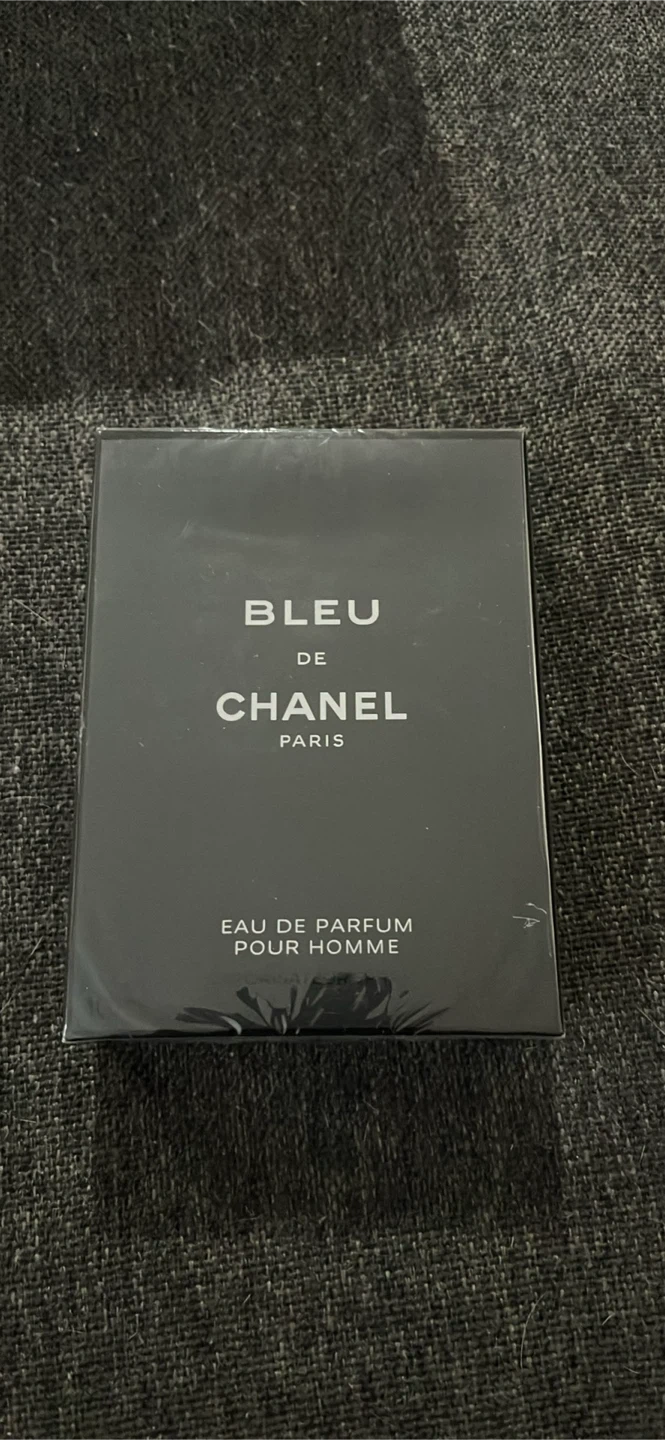 BLEU
DE
CHANEL
PARIS
EAU DE PARFUM
POUR HOMME